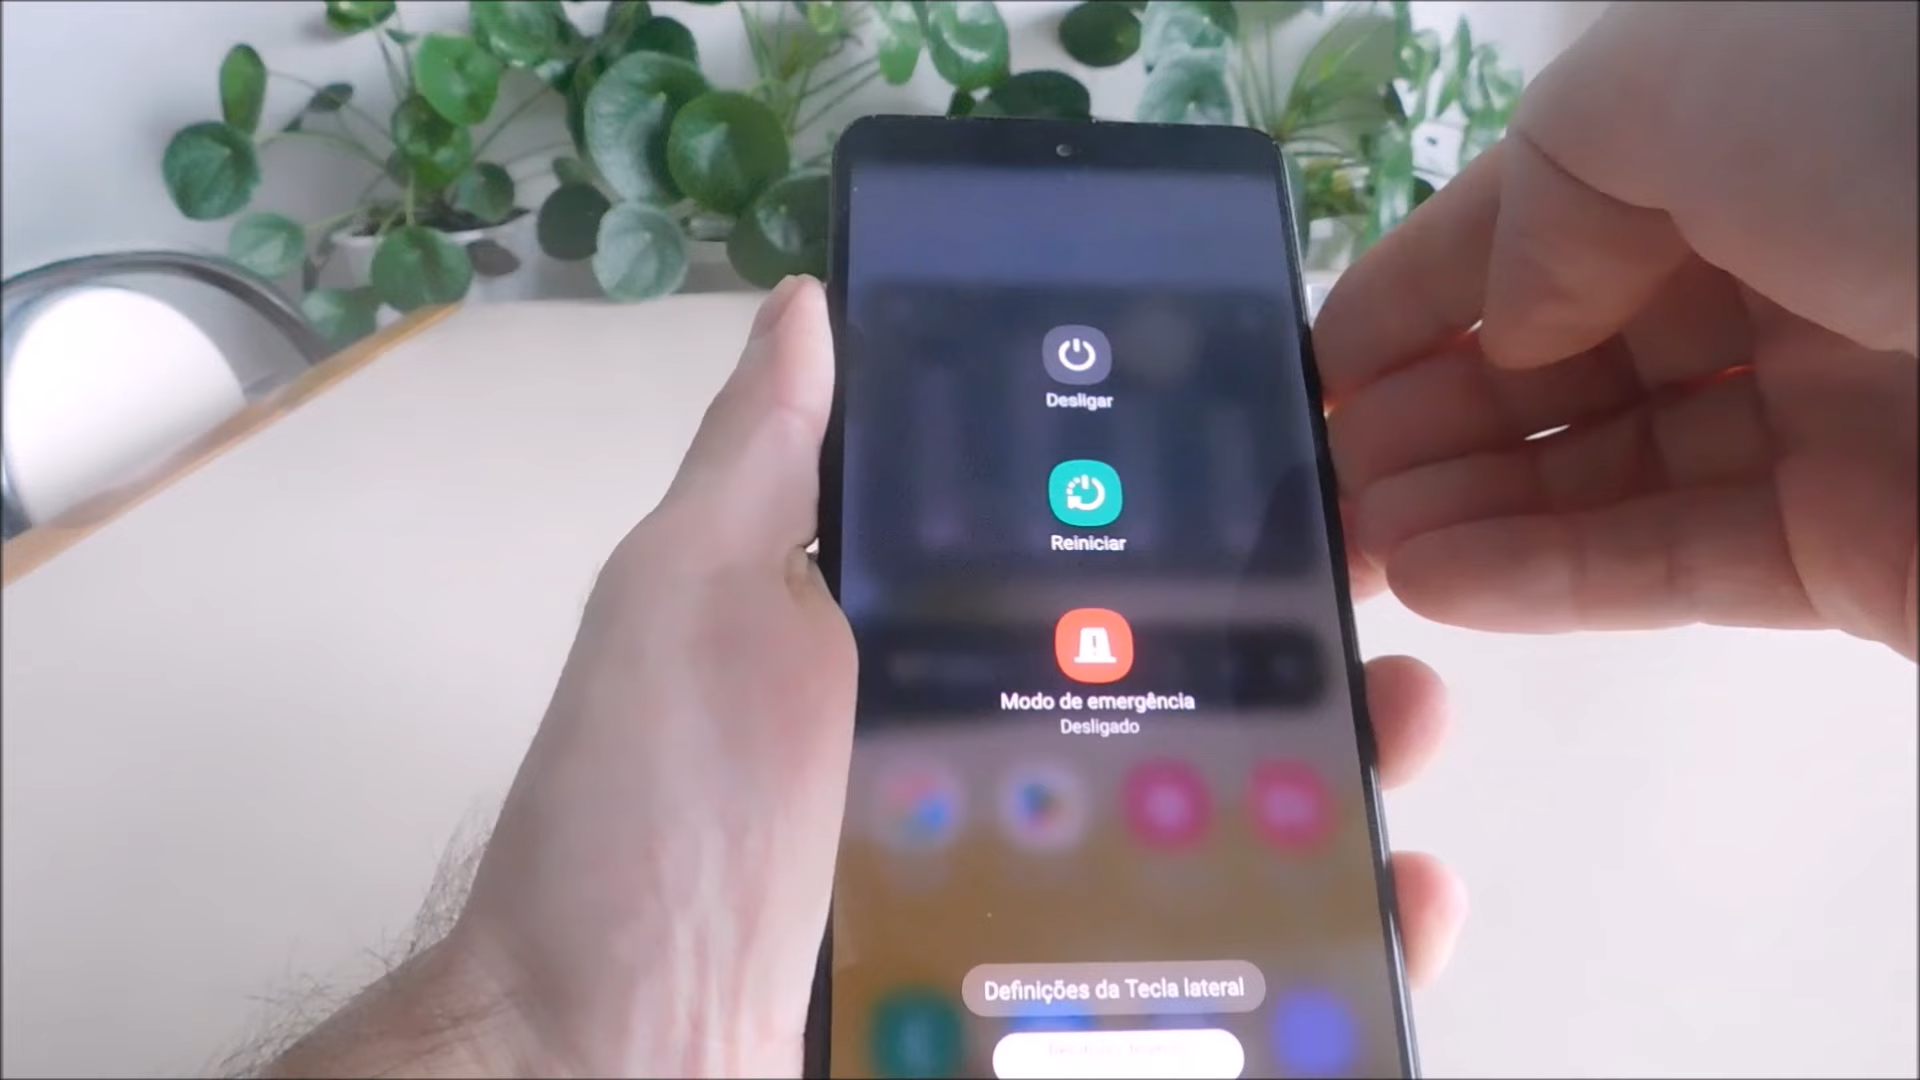 Desligar
Reiniciar
Modo de emergência
Desligado
Definições da Tecla lateral